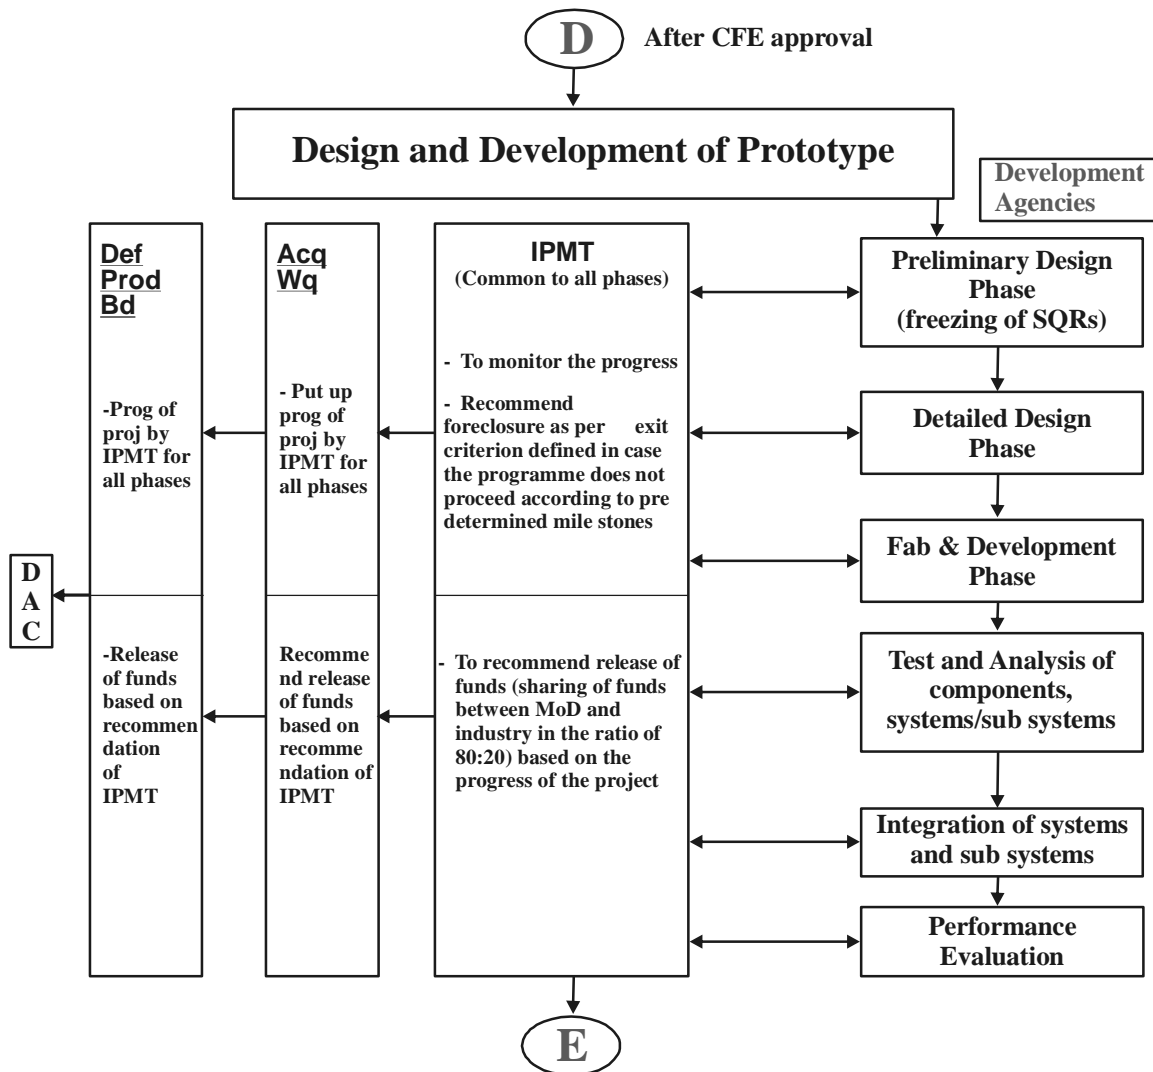 D
After CFE approval
Design and Development of Prototype
Development
Agencies
Def
Prod
Bd
-Prog of
proj by
IPMT for
all phases
-Release
of funds
based on
recommen
dation
of
IPMT
D
A
C
Acq
Wq
- Put up
prog of
proj by
IPMT for
all phases
Recomme
nd release
of funds
based on
recomme
ndation of
IPMT
IPMT
(Common to all phases)
- To monitor the progress
- Recommend
foreclosure as per exit
criterion defined in case
the programme does not
proceed according to pre
determined mile stones
- To recommend release of
funds (sharing of funds
between MoD and
industry in the ratio of
80:20) based on the
progress of the project
Preliminary Design
Phase
(freezing of SQRs)
Detailed Design
Phase
Fab & Development
Phase
Test and Analysis of
components,
systems/sub systems
Integration of systems
and sub systems
Performance
Evaluation
E